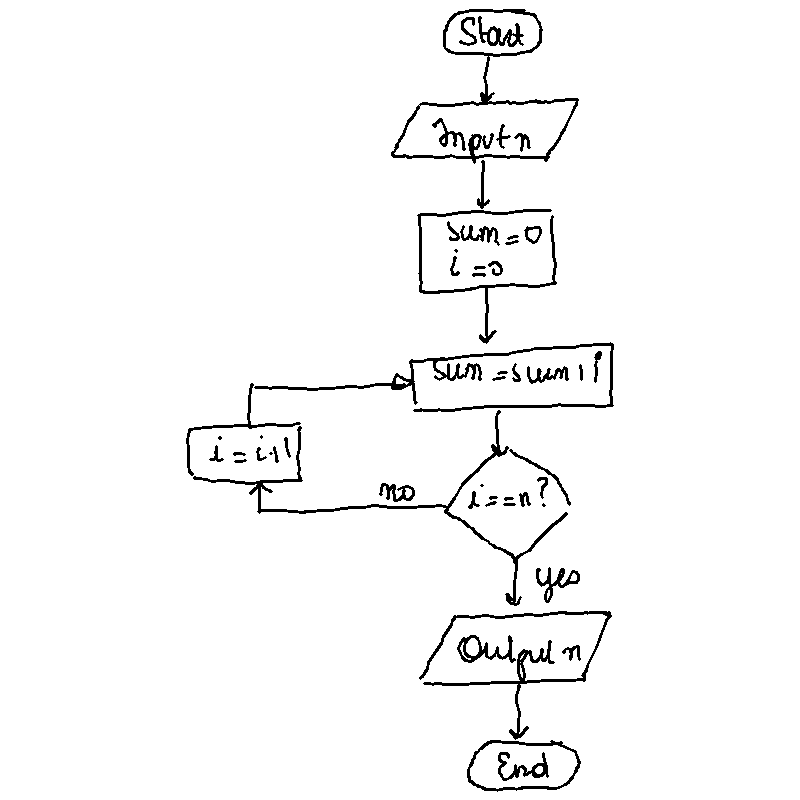 Start
Input n
sum = 0
i = 0
sum = sum + i
i = i + 1
no
i == n?
yes
Output n
End